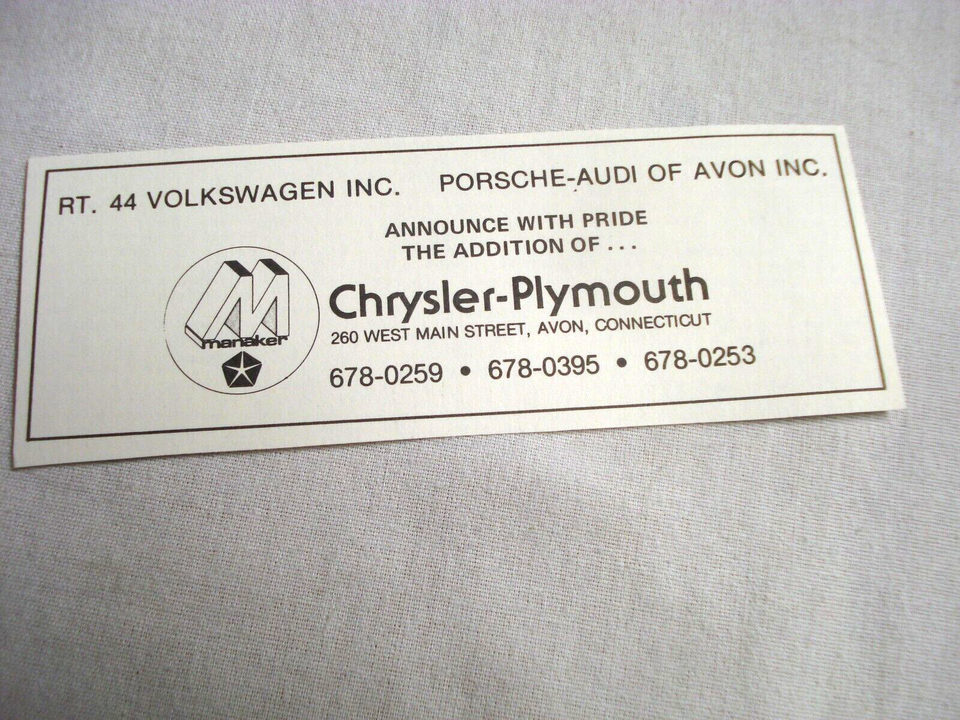 RT. 44 VOLKSWAGEN INC. PORSCHE-AUDI OF AVON INC.
ANNOUNCE WITH PRIDE
THE ADDITION OF ...
Chrysler-Plymouth
manaker
260 WEST MAIN STREET, AVON, CONNECTICUT
678-0259 • 678-0395 • 678-0253